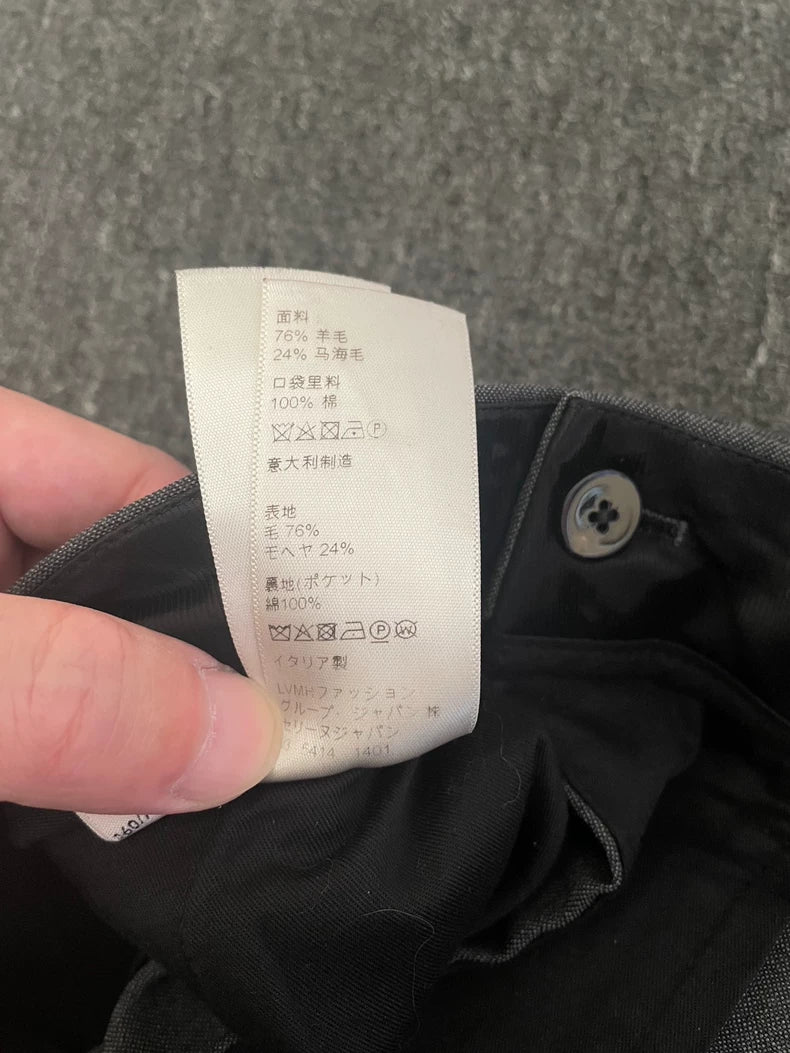 面料
76% 羊毛
24% 马海毛
口袋里料
100% 棉
P
意大利制造
表地
毛 76%
モヘヤ 24%
裏地(ポケット)
綿100%
P W
イタリア製
LVMHファッション
グループ. ジャパン 株
セリーヌジャパン
5414 1401